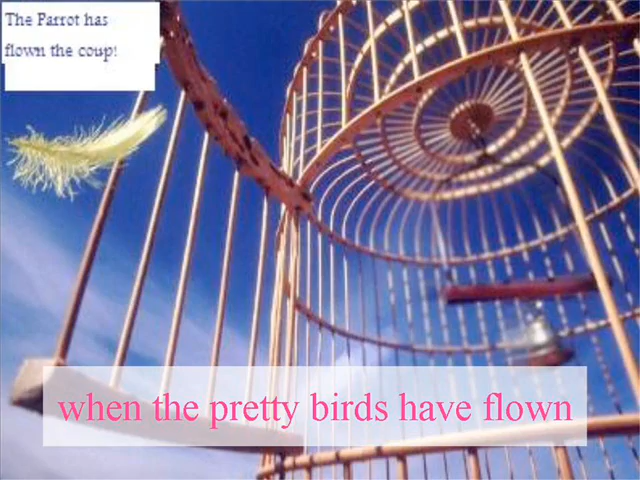 The Parrot has
flown the coup!
when the pretty birds have flown